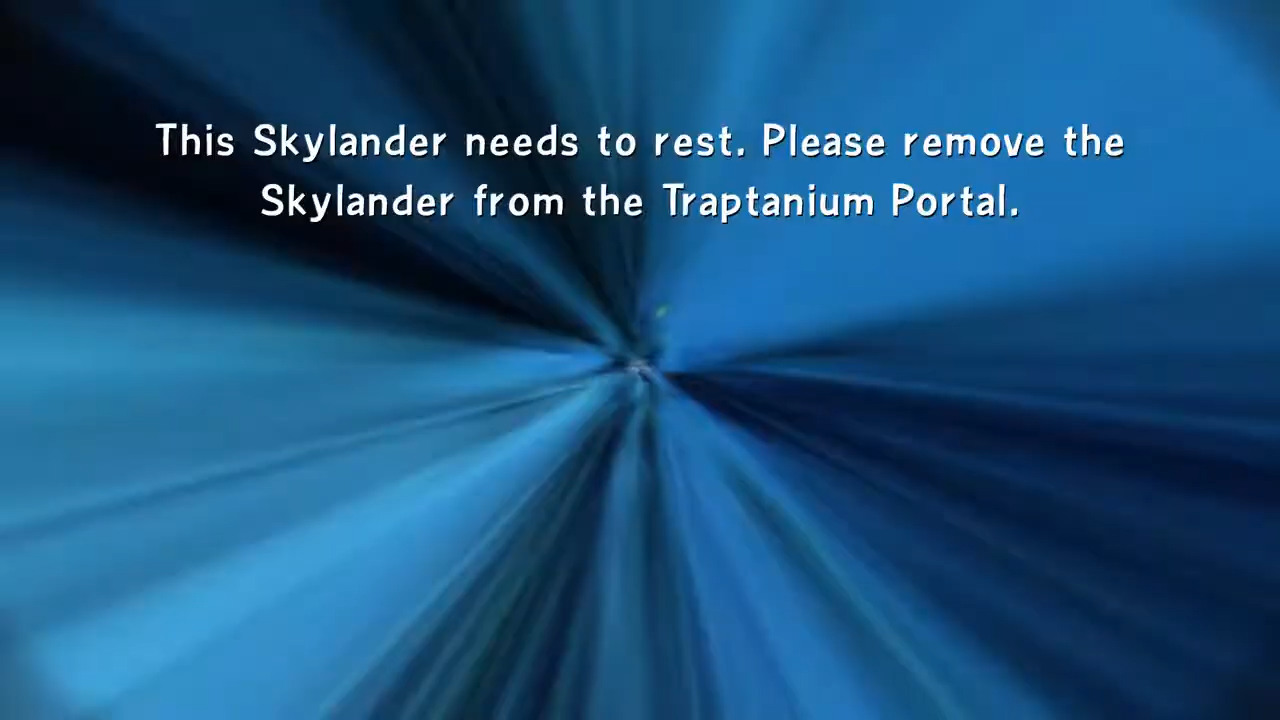 This Skylander needs to rest. Please remove the
Skylander from the Traptanium Portal.